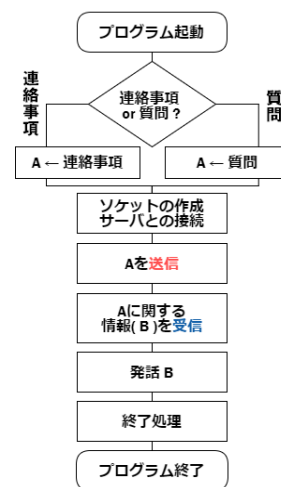 プログラム起動
連絡事項
連絡事項
or 質問 ?
質問
A ← 連絡事項
A ← 質問
ソケットの作成
サーバとの接続
Aを送信
Aに関する
情報( B )を受信
発話 B
終了処理
プログラム終了